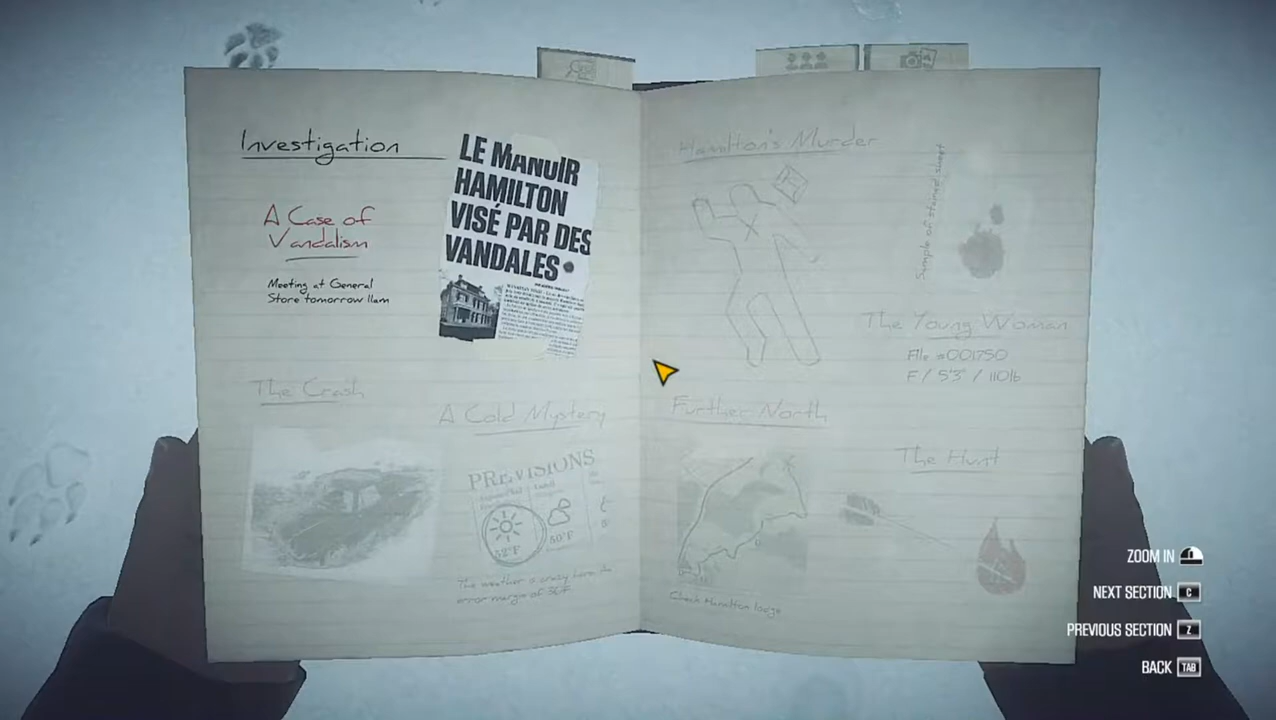 Investigation
A Case of
Vandalism
Meeting at General
Store tomorrow 11am
LE MANOIR
HAMILTON
VISÉ PAR DES
VANDALES
The Crash
A Cold Mystery
PREVISIONS
52°F
50°F
The weather is crazy here, the
error margin of 36°F
Hamilton's Murder
Sample of stained sheet
The Young Woman
File #001750
F / 5'3" / 110lb
Further North
Check Hamilton lodge
The Hunt
ZOOM IN
NEXT SECTION C
PREVIOUS SECTION Z
BACK TAB